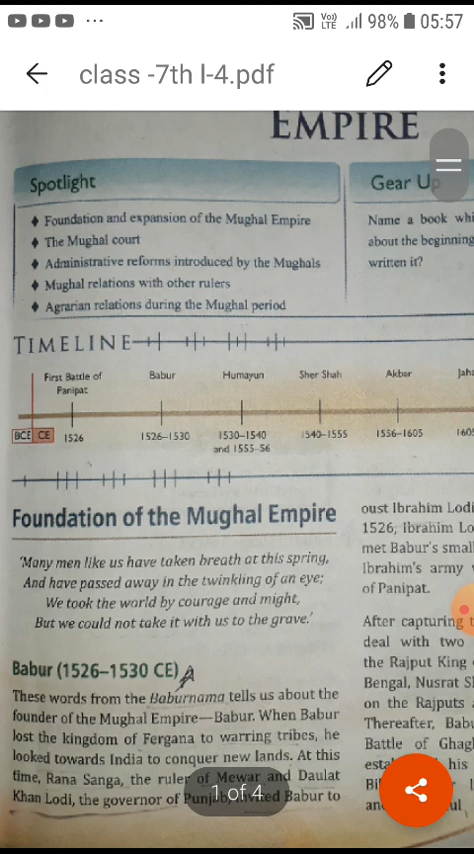 98%
05:57
class -7th l-4.pdf
EMPIRE
Spotlight
♦ Foundation and expansion of the Mughal Empire
♦ The Mughal court
♦ Administrative reforms introduced by the Mughals
♦ Mughal relations with other rulers
♦ Agrarian relations during the Mughal period
Gear Up
Name a book
about the beginning
written it?
TIMELINE
First Battle of Panipat
Babur
Humayun
Sher Shah
Akbar
BCE CE
1526
1526-1530
1530-1540
and 1555-56
1540-1555
1556-1605
Foundation of the Mughal Empire
'Many men like us have taken breath at this spring,
And have passed away in the twinkling of an eye;
We took the world by courage and might,
But we could not take it with us to the grave.'
Babur (1526–1530 CE)
These words from the Baburnama tells us about the
founder of the Mughal Empire—Babur. When Babur
lost the kingdom of Fergana to warring tribes, he
looked towards India to conquer new lands. At this
time, Rana Sanga, the ruler of Mewar and Daulat
Khan Lodi, the governor of Punjab, invited Babur to
oust Ibrahim Lodi
1526, Ibrahim
met Babur's
Ibrahim's army
of Panipat.
After capturing
deal with two
the Rajput King
Bengal, Nusrat
on the Rajputs
Thereafter,
Battle of
his
1 of 4